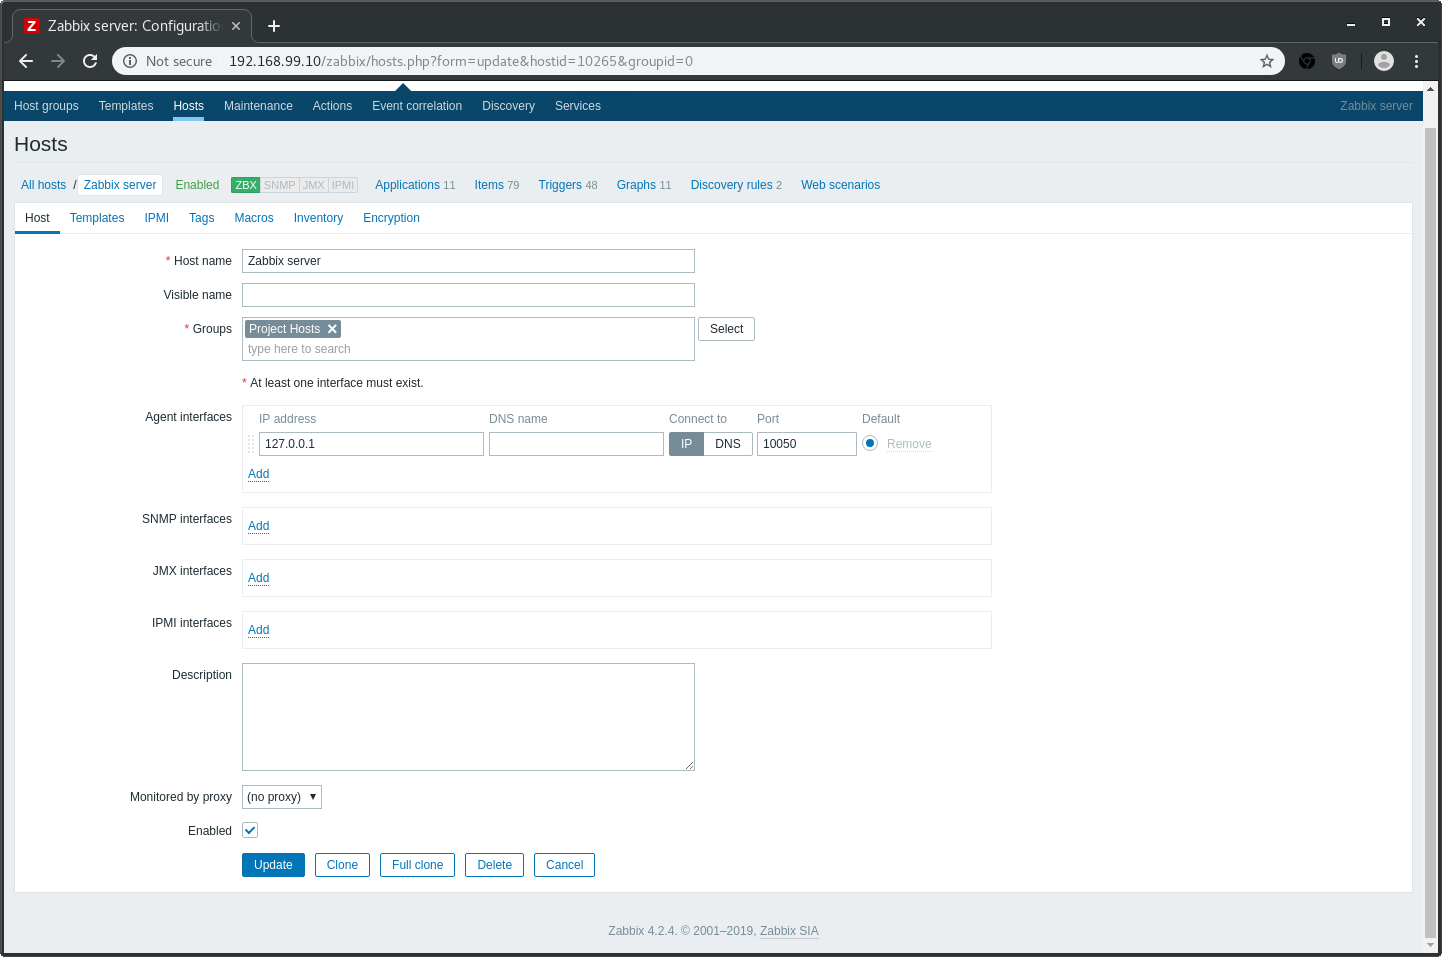 Z Zabbix server: Configuratio
Not secure 192.168.99.10/zabbix/hosts.php?form=update&hostid=10265&groupid=0
Host groups Templates Hosts Maintenance Actions Event correlation Discovery Services Zabbix server
Hosts
All hosts / Zabbix server Enabled ZBX SNMP JMX IPMI Applications 11 Items 79 Triggers 48 Graphs 11 Discovery rules 2 Web scenarios
Host Templates IPMI Tags Macros Inventory Encryption
* Host name Zabbix server
Visible name
* Groups Project Hosts Select
type here to search
* At least one interface must exist.
Agent interfaces IP address DNS name Connect to Port Default
127.0.0.1 IP DNS 10050 Remove
Add
SNMP interfaces Add
JMX interfaces Add
IPMI interfaces Add
Description
Monitored by proxy (no proxy)
Enabled
Update Clone Full clone Delete Cancel
Zabbix 4.2.4. © 2001–2019, Zabbix SIA